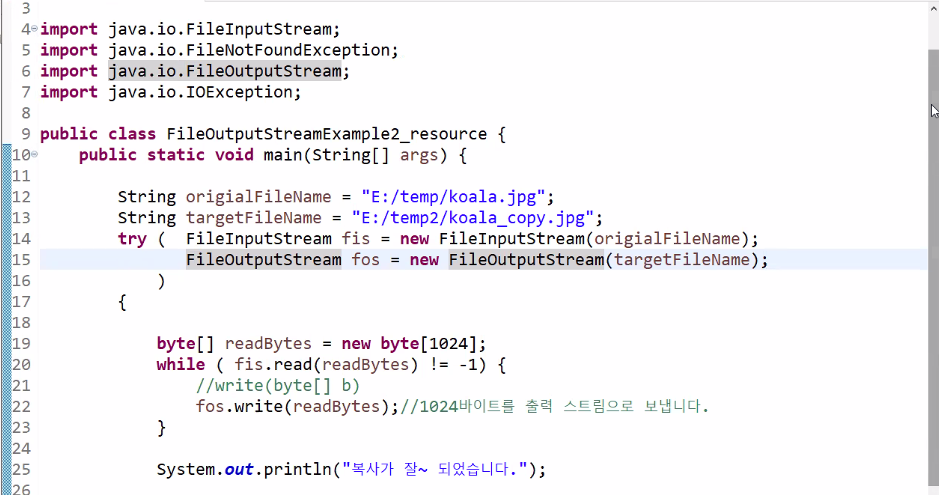 3
4 import java.io.FileInputStream;
5 import java.io.FileNotFoundException;
6 import java.io.FileOutputStream;
7 import java.io.IOException;
8
9 public class FileOutputStreamExample2_resource {
10 public static void main(String[] args) {
11
12 String origialFileName = "E:/temp/koala.jpg";
13 String targetFileName = "E:/temp2/koala_copy.jpg";
14 try ( FileInputStream fis = new FileInputStream(origialFileName);
15 FileOutputStream fos = new FileOutputStream(targetFileName);
16 )
17 {
18
19 byte[] readBytes = new byte[1024];
20 while ( fis.read(readBytes) != -1) {
21 //write(byte[] b)
22 fos.write(readBytes);//1024바이트를 출력 스트림으로 보냅니다.
23 }
24
25 System.out.println("복사가 잘~ 되었습니다.");
26